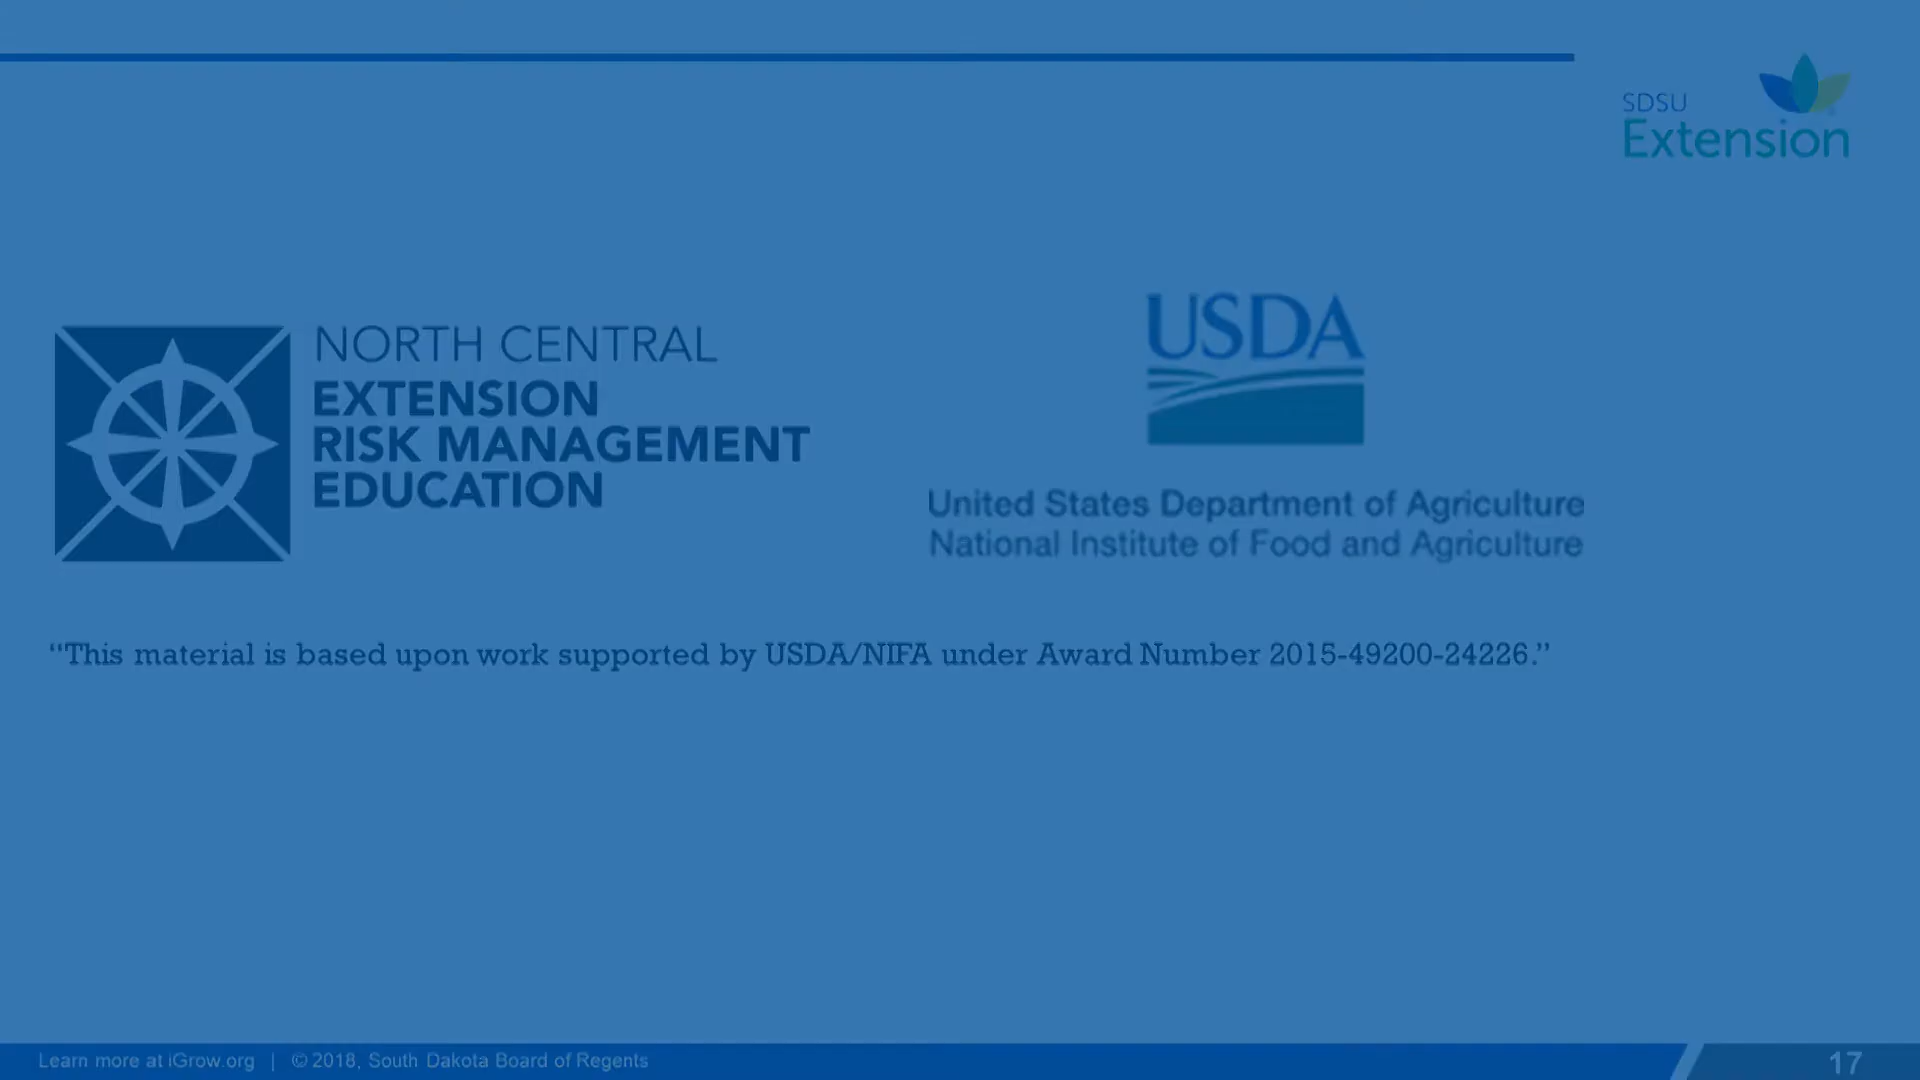 SDSU
Extension
NORTH CENTRAL
EXTENSION
RISK MANAGEMENT
EDUCATION
USDA
United States Department of Agriculture
National Institute of Food and Agriculture
“This material is based upon work supported by USDA/NIFA under Award Number 2015-49200-24226.”
Learn more at iGrow.org | © 2018, South Dakota Board of Regents
17